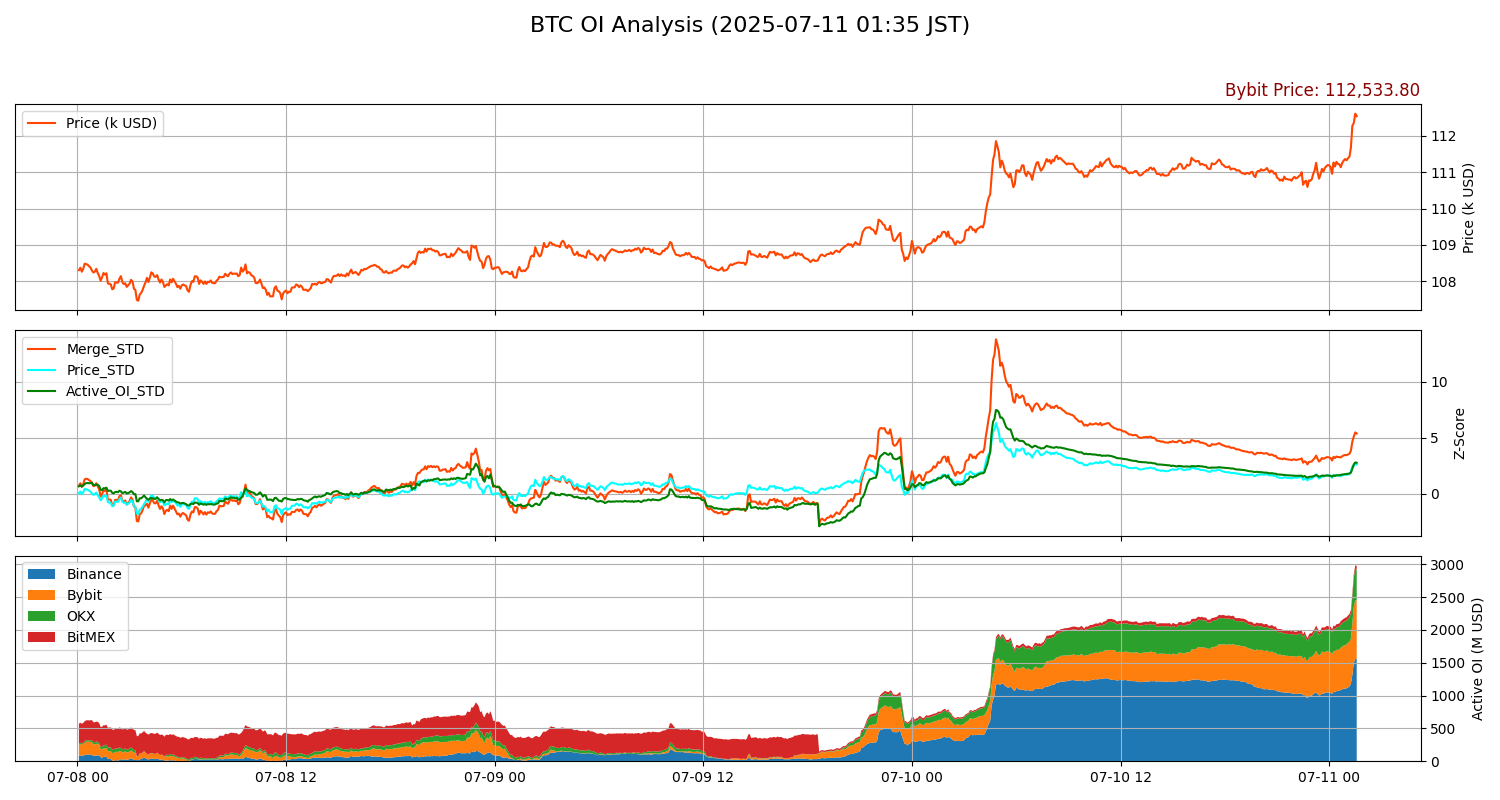 BTC OI Analysis (2025-07-11 01:35 JST)
Bybit Price: 112,533.80
Price (k USD)
112
111
110
109
108
Price (k USD)
Merge_STD
Price_STD
Active_OI_STD
10
5
0
Z-Score
Binance
Bybit
OKX
BitMEX
3000
2500
2000
1500
1000
500
0
Active OI (M USD)
07-08 00
07-08 12
07-09 00
07-09 12
07-10 00
07-10 12
07-11 00